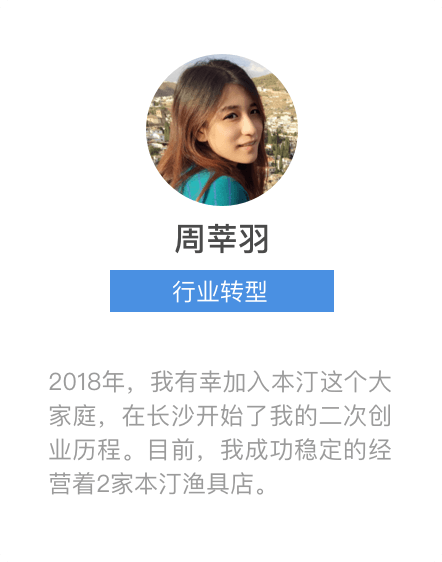 周莘羽
行业转型
2018年，我有幸加入本汀这个大
家庭，在长沙开始了我的二次创
业历程。目前，我成功稳定的经
营着2家本汀渔具店。